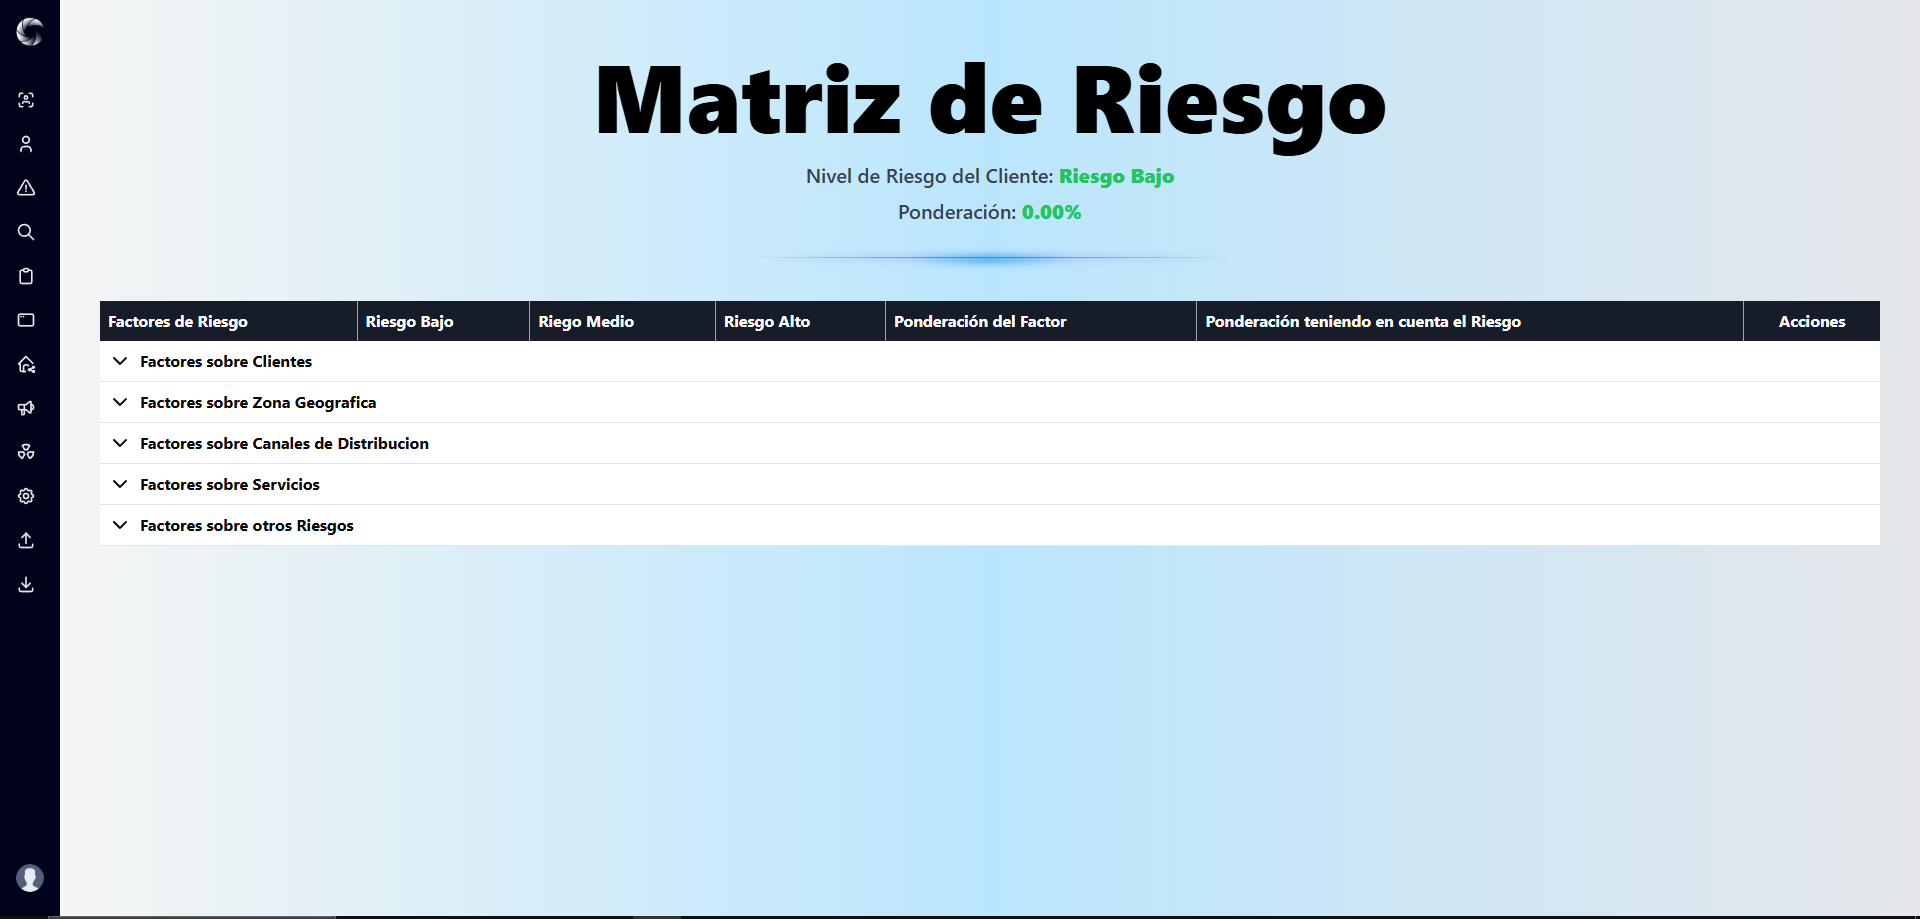 Matriz de Riesgo
Nivel de Riesgo del Cliente: Riesgo Bajo
Ponderación: 0.00%
Factores de Riesgo Riesgo Bajo Riego Medio Riesgo Alto Ponderación del Factor Ponderación teniendo en cuenta el Riesgo Acciones
Factores sobre Clientes
Factores sobre Zona Geografica
Factores sobre Canales de Distribucion
Factores sobre Servicios
Factores sobre otros Riesgos